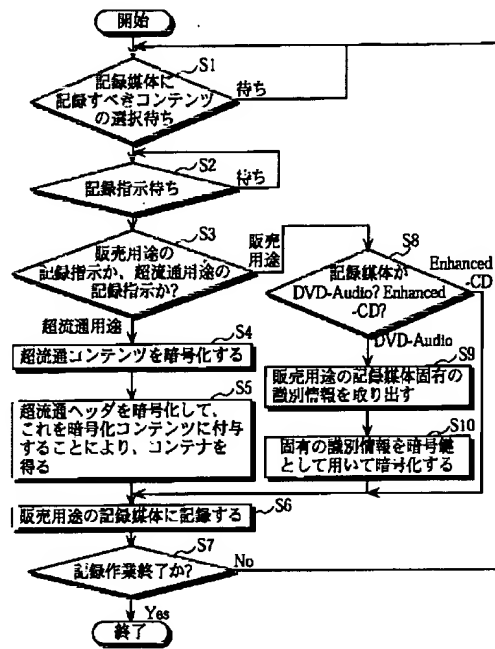 開始
S1
記録媒体に
記録すべきコンテンツ
の選択待ち
待ち
S2
記録指示待ち
待ち
S3
販売用途の
記録指示か、超流通用途の
記録指示か?
販売
用途
超流通用途
S8
記録媒体が
DVD-Audio? Enhanced
-CD?
Enhanced
-CD
DVD-Audio
S4
超流通コンテンツを暗号化する
S5
超流通ヘッダを暗号化して、
これを暗号化コンテンツに付与
することにより、コンテナを
得る
S9
販売用途の記録媒体固有の
識別情報を取り出す
S10
固有の識別情報を暗号鍵
として用いて暗号化する
S6
販売用途の記録媒体に記録する
S7
記録作業終了か?
No
Yes
終了